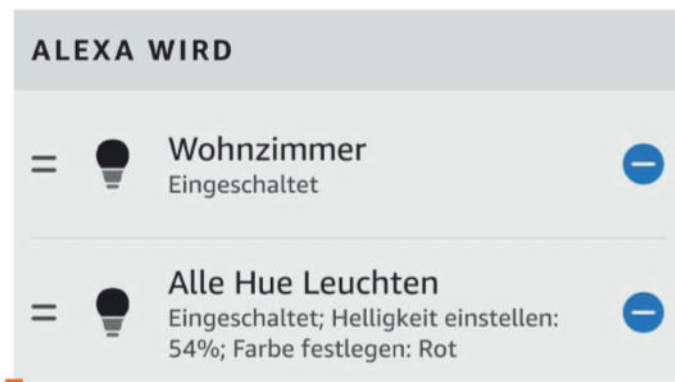 ALEXA WIRD
Wohnzimmer
Eingeschaltet
Alle Hue Leuchten
Eingeschaltet; Helligkeit einstellen:
54%; Farbe festlegen: Rot